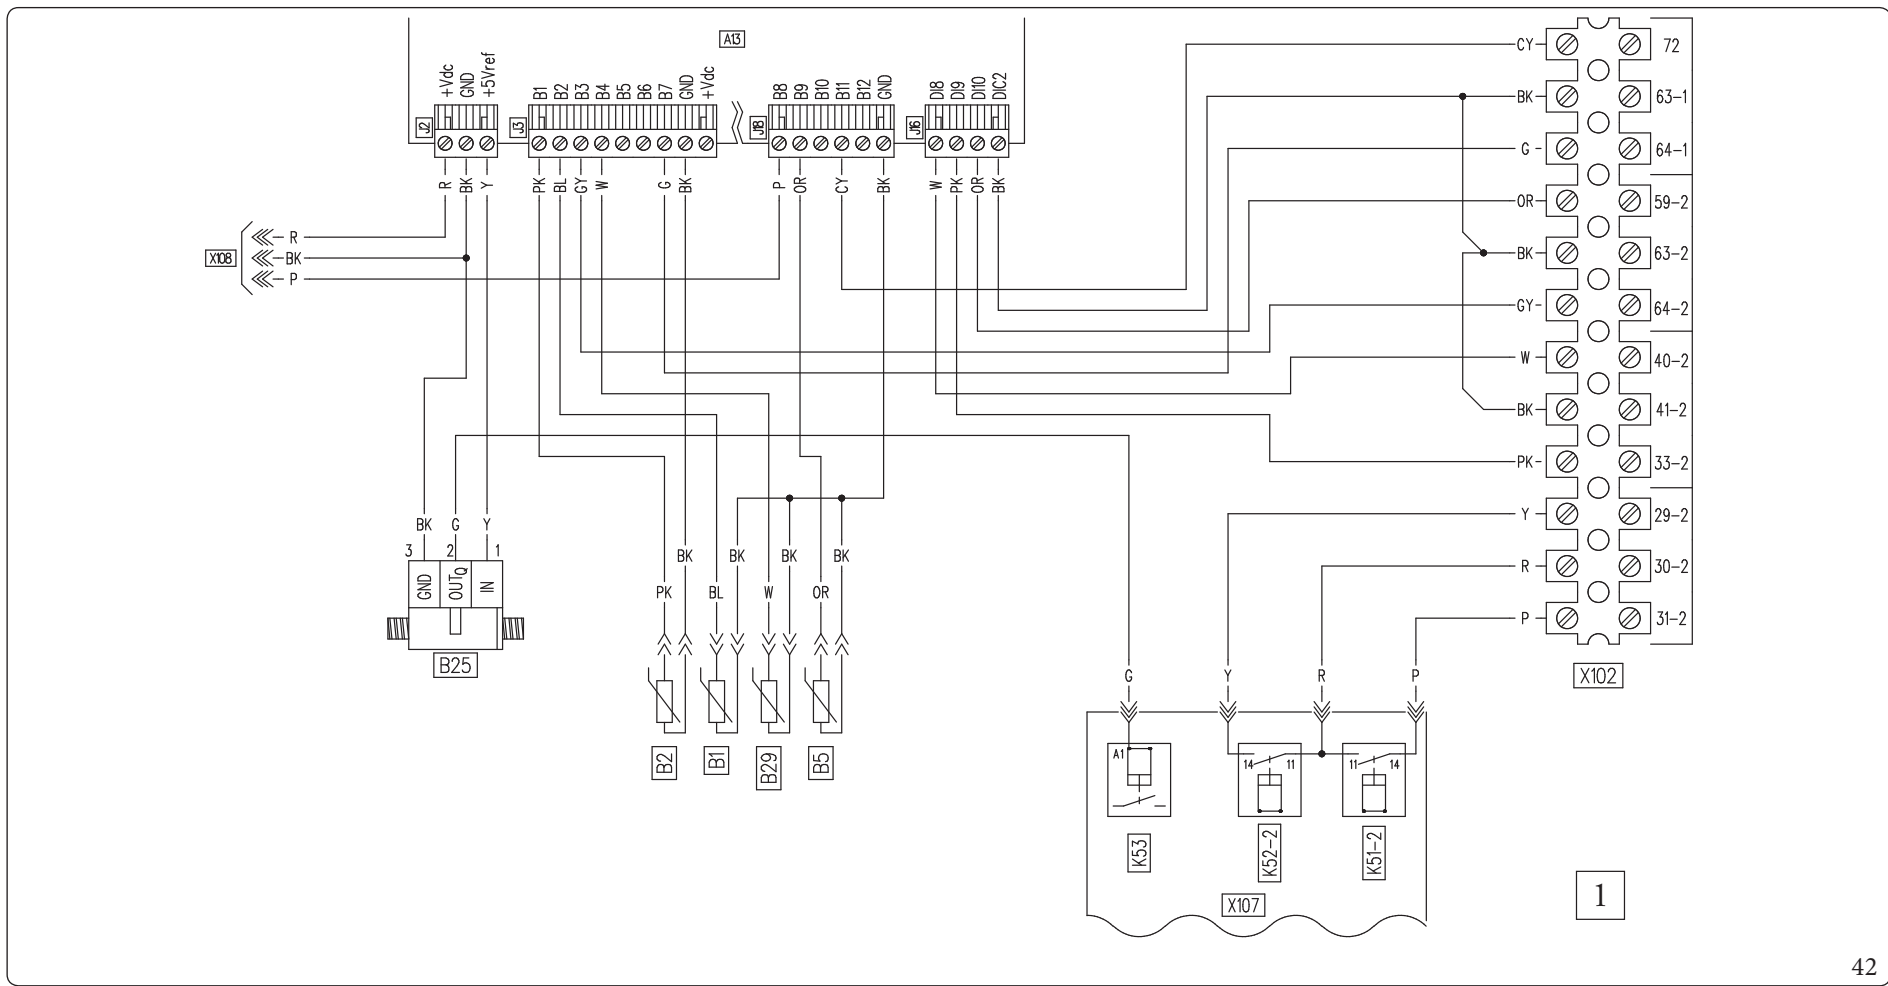 A13
+Vdc
GND
+5Vref
B1
B2
B3
B4
B5
B6
B7
GND
+Vdc
B8
B9
B10
B11
B12
GND
DI8
DI9
DI10
DIC2
J2
J3
J18
J16
R
BK
Y
PK
BL
GY
W
G
BK
P
OR
CY
BK
W
PK
OR
BK
X108
R
BK
P
CY
72
BK
63-1
G
64-1
OR
59-2
BK
63-2
GY
64-2
W
40-2
BK
41-2
PK
33-2
Y
29-2
R
30-2
P
31-2
X102
BK
G
Y
3
2
1
GND
OUTQ
IN
B25
BK
BK
BK
BK
PK
BL
W
OR
B2
B1
B29
B5
G
Y
R
P
A1
14
11
11
14
K53
K52-2
K51-2
X107
1
42